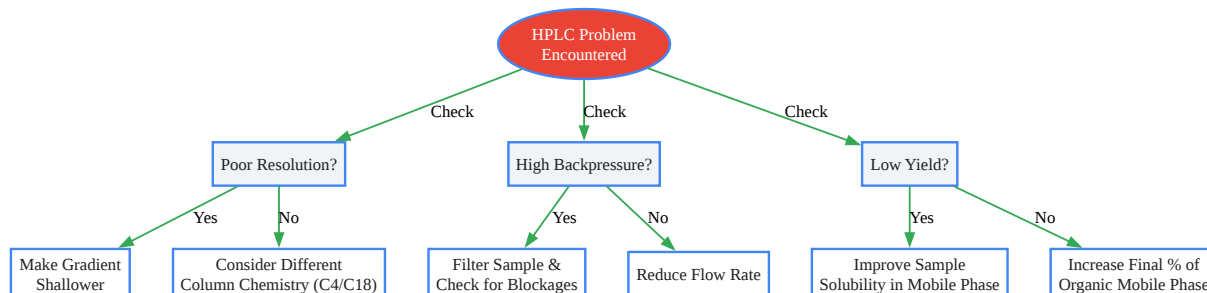 HPLC Problem
Encountered
Check
Check
Check
Poor Resolution?
High Backpressure?
Low Yield?
Yes
No
Yes
No
Yes
No
Make Gradient
Shallower
Consider Different
Column Chemistry (C4/C18)
Filter Sample &
Check for Blockages
Reduce Flow Rate
Improve Sample
Solubility in Mobile Phase
Increase Final % of
Organic Mobile Phase